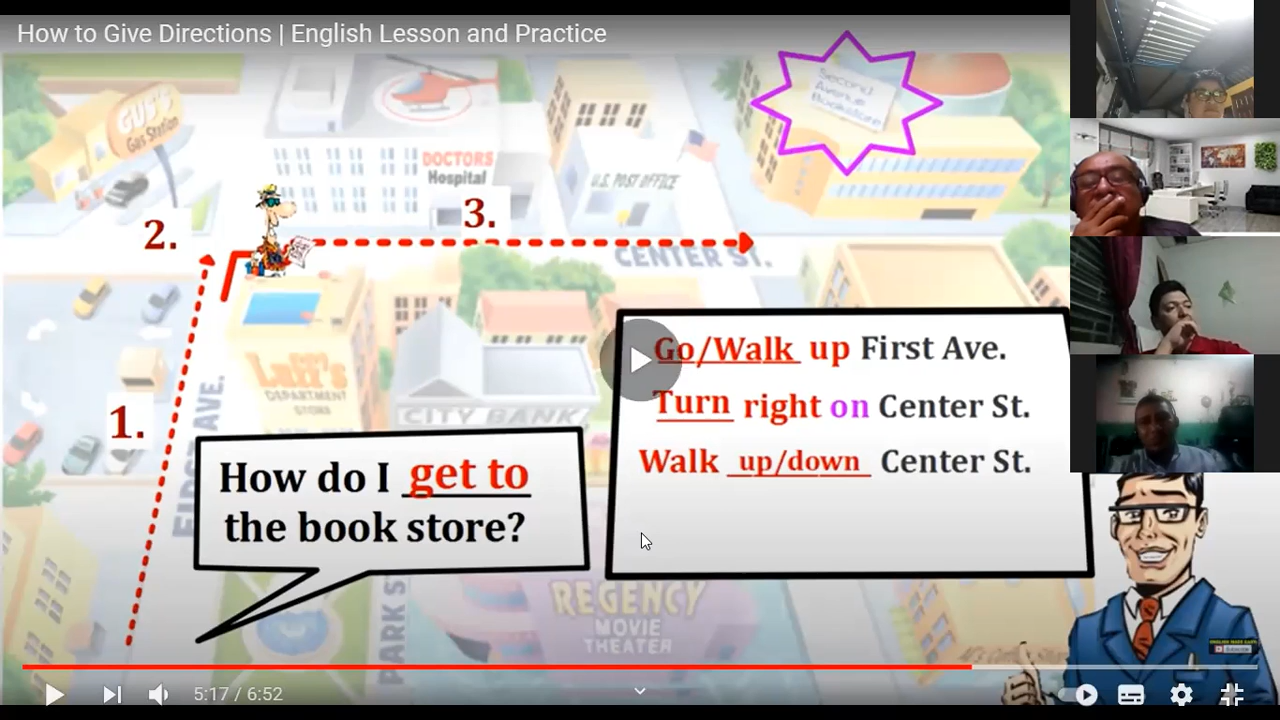 How to Give Directions | English Lesson and Practice
Second
Avenue
Bookstore
GUS'S
Gas Station
DOCTORS
Hospital
U.S. POST OFFICE
2.
3.
CENTER ST.
Luff's
DEPARTMENT
STORE
CITY BANK
1.
FIRST AVE.
Go/Walk up First Ave.
Turn right on Center St.
Walk up/down Center St.
How do I get to
the book store?
PARK S
REGENCY
MOVIE
THEATER
5:17 / 6:52